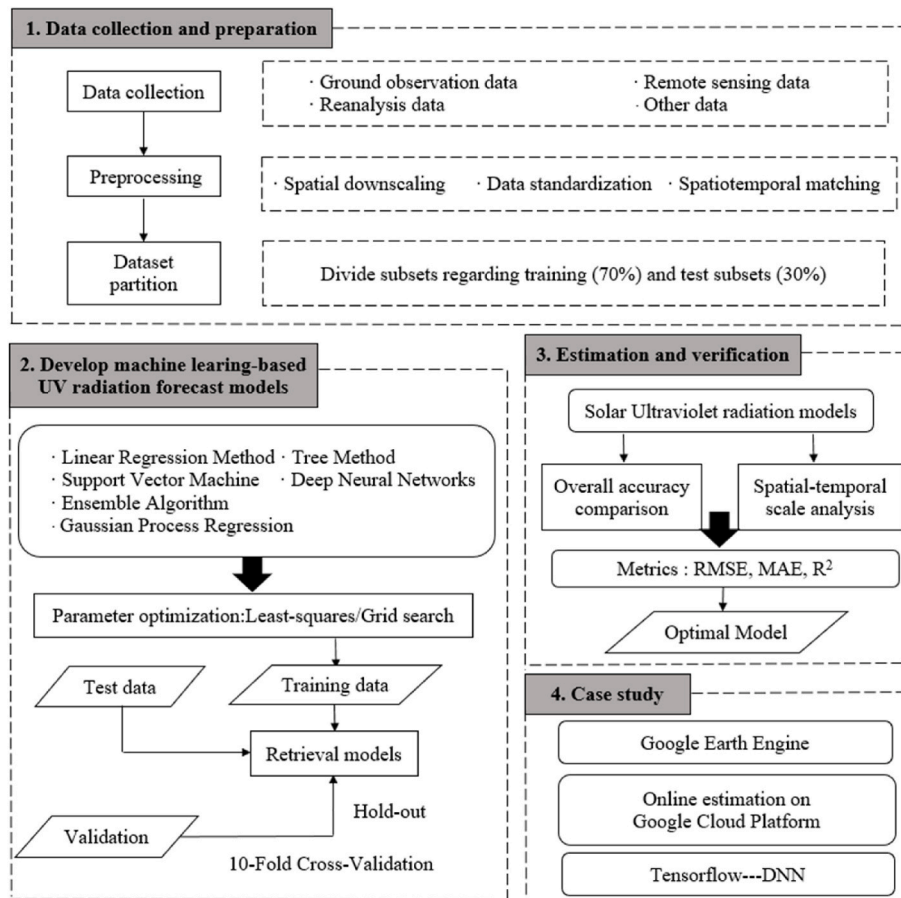 1. Data collection and preparation
Data collection
· Ground observation data
· Remote sensing data
· Reanalysis data
· Other data
Preprocessing
· Spatial downscaling · Data standardization · Spatiotemporal matching
Dataset
partition
Divide subsets regarding training (70%) and test subsets (30%)
2. Develop machine learing-based
UV radiation forecast models
· Linear Regression Method · Tree Method
· Support Vector Machine · Deep Neural Networks
· Ensemble Algorithm
· Gaussian Process Regression
Parameter optimization:Least-squares/Grid search
Test data
Training data
Retrieval models
Hold-out
Validation
10-Fold Cross-Validation
3. Estimation and verification
Solar Ultraviolet radiation models
Overall accuracy
comparison
Spatial-temporal
scale analysis
Metrics : RMSE, MAE, R²
Optimal Model
4. Case study
Google Earth Engine
Online estimation on
Google Cloud Platform
Tensorflow---DNN